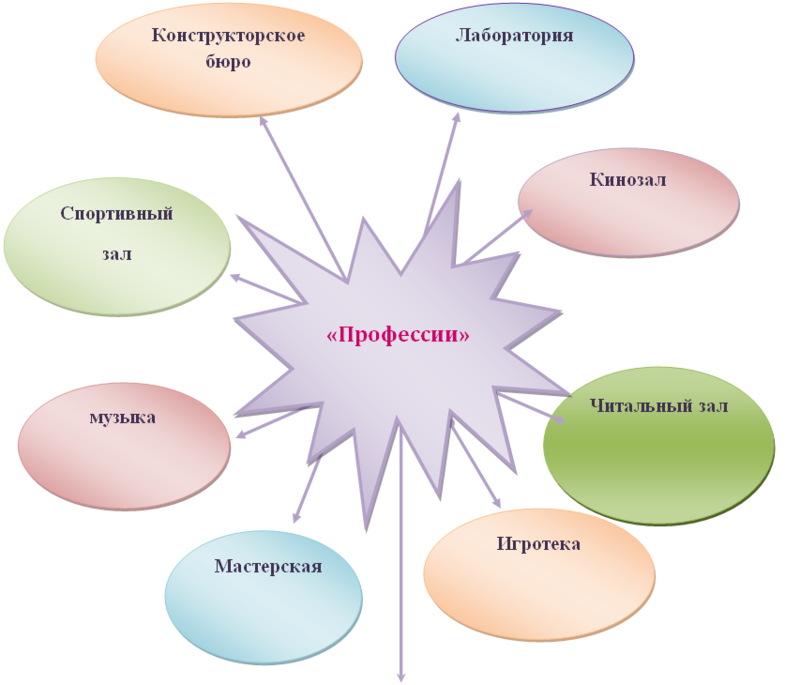 Конструкторское
бюро
Лаборатория
Кинозал
Спортивный
зал
«Профессии»
Читальный зал
музыка
Игротека
Мастерская